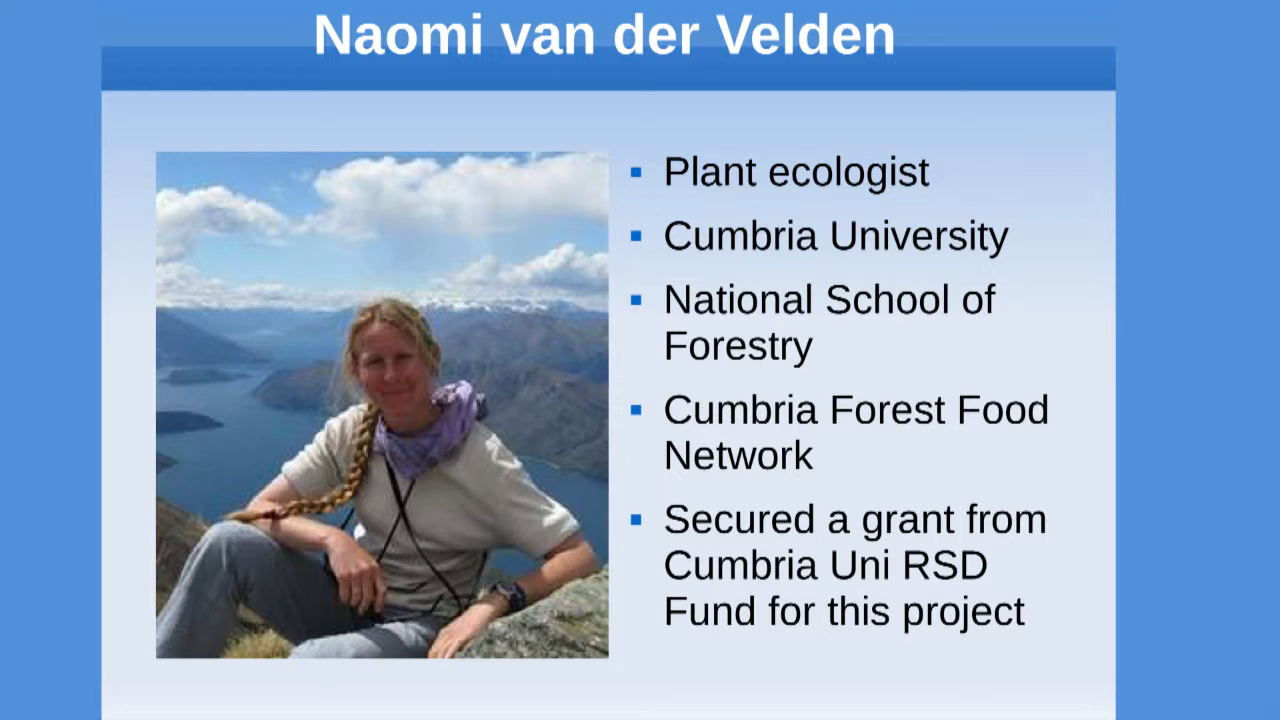 Naomi van der Velden
Plant ecologist
Cumbria University
National School of
Forestry
Cumbria Forest Food
Network
Secured a grant from
Cumbria Uni RSD
Fund for this project